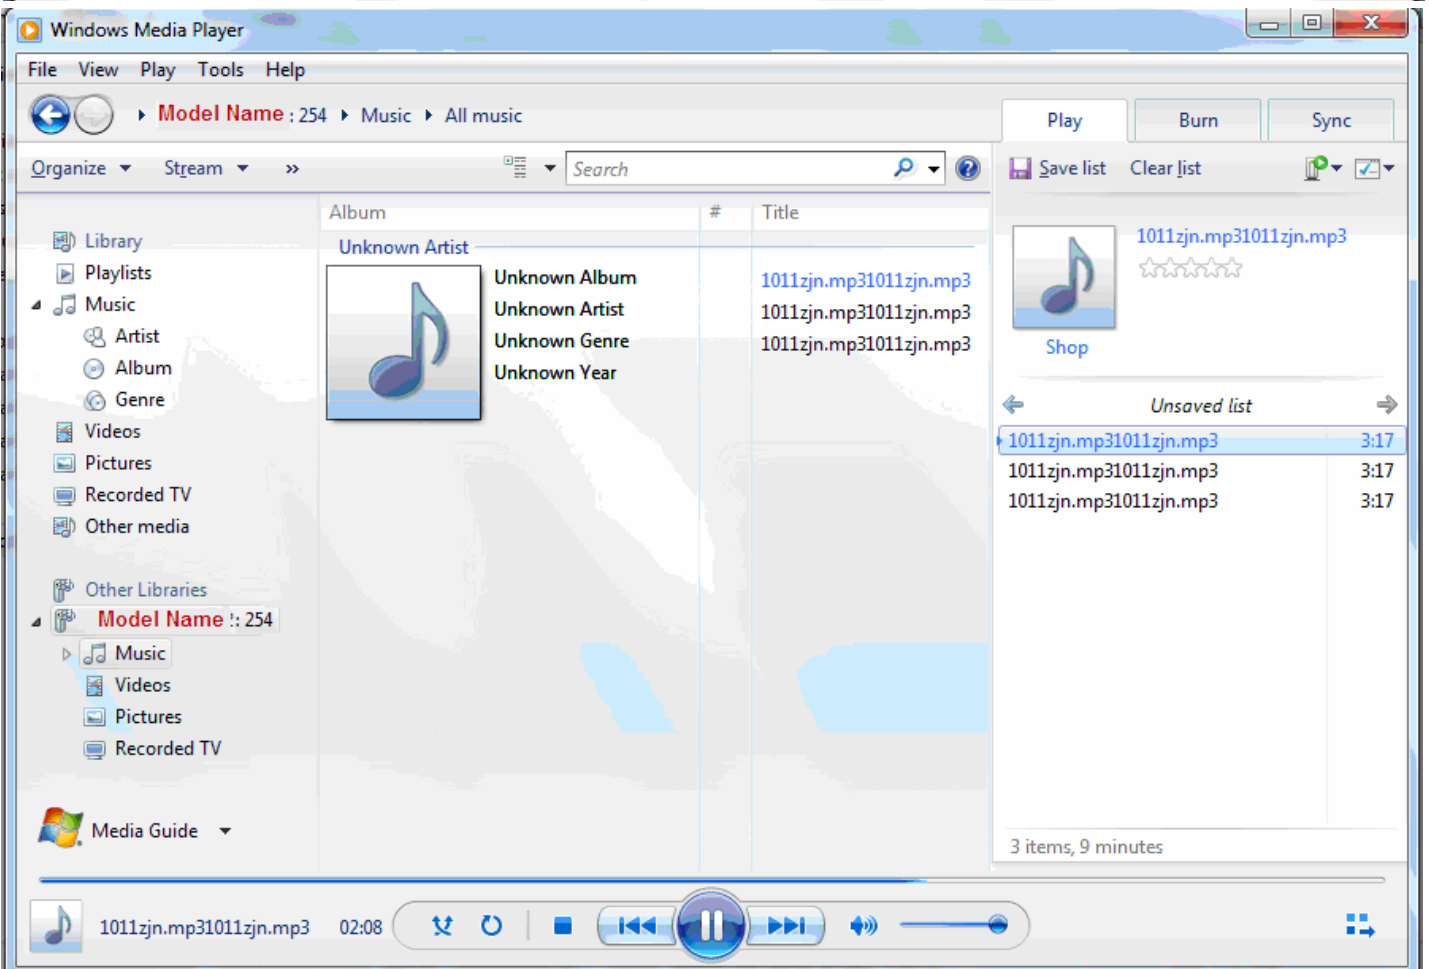 Windows Media Player
File View Play Tools Help
Model Name : 254 Music All music
Play Burn Sync
Organize Stream » Search
Save list Clear list
Album # Title
Library
Playlists
Music
Artist
Album
Genre
Videos
Pictures
Recorded TV
Other media
Other Libraries
Model Name ': 254
Music
Videos
Pictures
Recorded TV
Media Guide
Unknown Artist
Unknown Album
Unknown Artist
Unknown Genre
Unknown Year
1011zjn.mp31011zjn.mp3
1011zjn.mp31011zjn.mp3
1011zjn.mp31011zjn.mp3
1011zjn.mp31011zjn.mp3
Shop
Unsaved list
1011zjn.mp31011zjn.mp3 3:17
1011zjn.mp31011zjn.mp3 3:17
1011zjn.mp31011zjn.mp3 3:17
3 items, 9 minutes
1011zjn.mp31011zjn.mp3 02:08